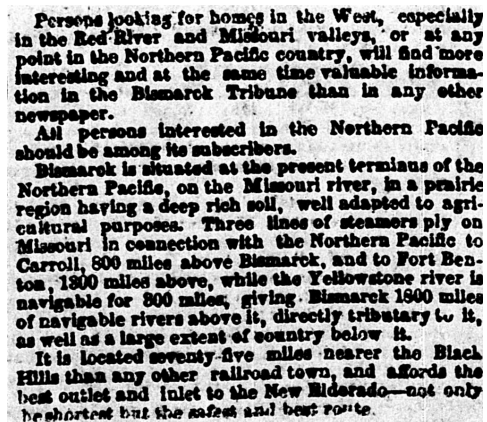 Persons looking for homes in the West, especially
in the Red River and Missouri valleys, or at any
point in the Northern Pacific country, will find more
interesting and at the same time valuable informa-
tion in the Bismarck Tribune than in any other
newspaper.
All persons interested in the Northern Pacific
should be among its subscribers.
Bismarck is situated at the present terminus of the
Northern Pacific, on the Missouri river, in a prairie
region having a deep rich soil, well adapted to agri-
cultural purposes. Three lines of steamers ply on
Missouri in connection with the Northern Pacific to
Carroll, 800 miles above Bismarck, and to Fort Ben-
ton, 1300 miles above, while the Yellowstone river is
navigable for 300 miles, giving Bismarck 1600 miles
of navigable rivers above it, directly tributary to it,
as well as a large extent of country below it.
It is located seventy-five miles nearer the Black
Hills than any other railroad town, and affords the
best outlet and inlet to the New Eldorado—not only
he shortest but the safest and best route.